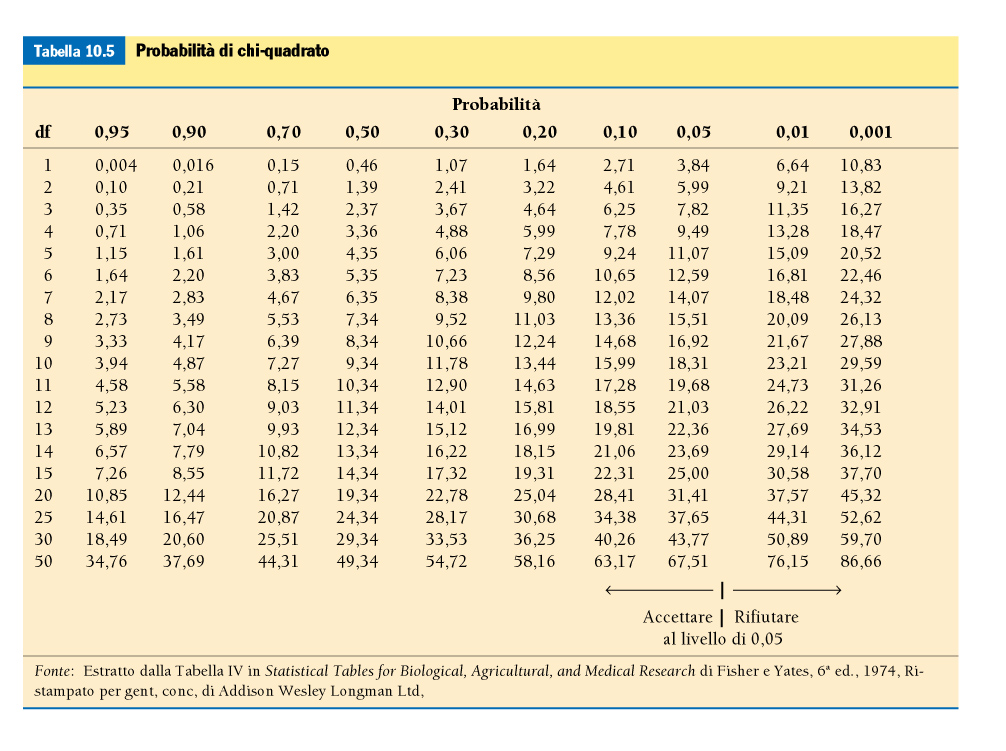 Tabella 10.5 Probabilità di chi-quadrato
Probabilità
df 0,95 0,90 0,70 0,50 0,30 0,20 0,10 0,05 0,01 0,001
1 0,004 0,016 0,15 0,46 1,07 1,64 2,71 3,84 6,64 10,83
2 0,10 0,21 0,71 1,39 2,41 3,22 4,61 5,99 9,21 13,82
3 0,35 0,58 1,42 2,37 3,67 4,64 6,25 7,82 11,35 16,27
4 0,71 1,06 2,20 3,36 4,88 5,99 7,78 9,49 13,28 18,47
5 1,15 1,61 3,00 4,35 6,06 7,29 9,24 11,07 15,09 20,52
6 1,64 2,20 3,83 5,35 7,23 8,56 10,65 12,59 16,81 22,46
7 2,17 2,83 4,67 6,35 8,38 9,80 12,02 14,07 18,48 24,32
8 2,73 3,49 5,53 7,34 9,52 11,03 13,36 15,51 20,09 26,13
9 3,33 4,17 6,39 8,34 10,66 12,24 14,68 16,92 21,67 27,88
10 3,94 4,87 7,27 9,34 11,78 13,44 15,99 18,31 23,21 29,59
11 4,58 5,58 8,15 10,34 12,90 14,63 17,28 19,68 24,73 31,26
12 5,23 6,30 9,03 11,34 14,01 15,81 18,55 21,03 26,22 32,91
13 5,89 7,04 9,93 12,34 15,12 16,99 19,81 22,36 27,69 34,53
14 6,57 7,79 10,82 13,34 16,22 18,15 21,06 23,69 29,14 36,12
15 7,26 8,55 11,72 14,34 17,32 19,31 22,31 25,00 30,58 37,70
20 10,85 12,44 16,27 19,34 22,78 25,04 28,41 31,41 37,57 45,32
25 14,61 16,47 20,87 24,34 28,17 30,68 34,38 37,65 44,31 52,62
30 18,49 20,60 25,51 29,34 33,53 36,25 40,26 43,77 50,89 59,70
50 34,76 37,69 44,31 49,34 54,72 58,16 63,17 67,51 76,15 86,66
Accettare | Rifiutare
al livello di 0,05
Fonte: Estratto dalla Tabella IV in Statistical Tables for Biological, Agricultural, and Medical Research di Fisher e Yates, 6ª ed., 1974, Ri-
stampato per gent, conc, di Addison Wesley Longman Ltd,